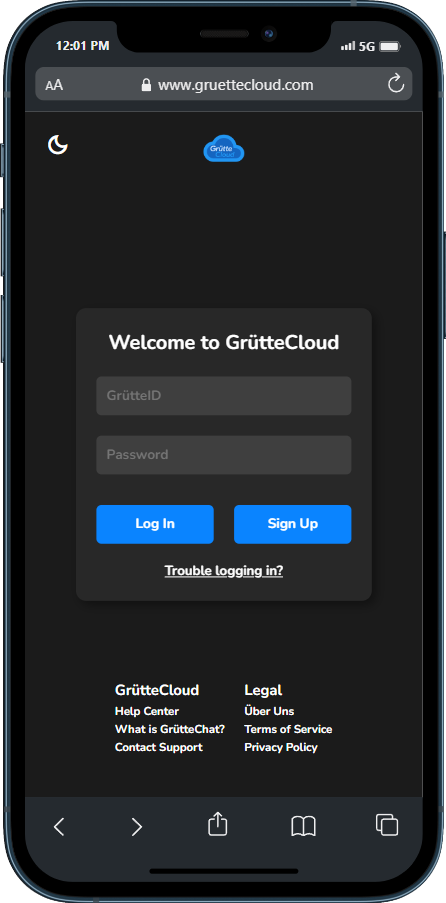 12:01 PM 5G
AA www.gruettecloud.com
Grütte
Cloud
Welcome to GrütteCloud
GrütteID
Password
Log In Sign Up
Trouble logging in?
GrütteCloud Legal
Help Center Über Uns
What is GrütteChat? Terms of Service
Contact Support Privacy Policy